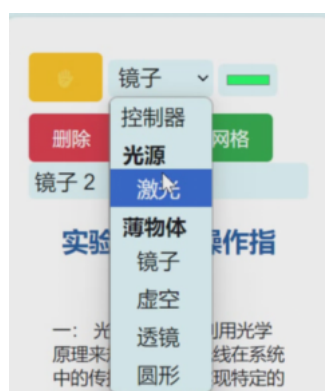 镜子
控制器
删除
网格
光源
镜子 2
激光
薄物体
实验
操作指
镜子
虚空
一： 光
利用光学
透镜
原理来
线在系统
中的传
圆形
现特定的